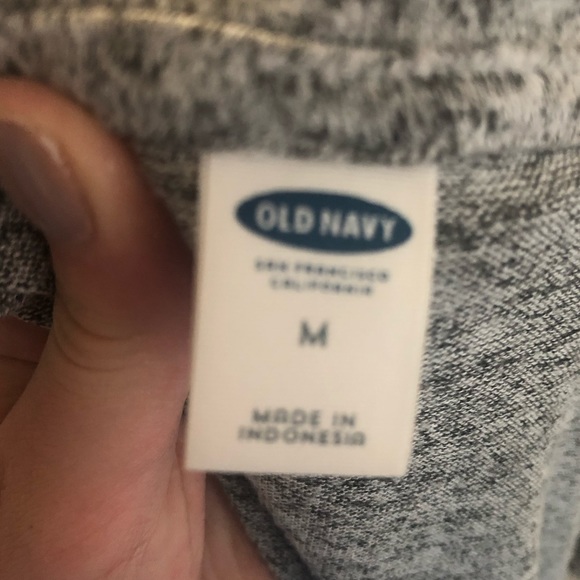 OLD NAVY
SAN FRANCISCO
CALIFORNIA
M
MADE IN
INDONESIA